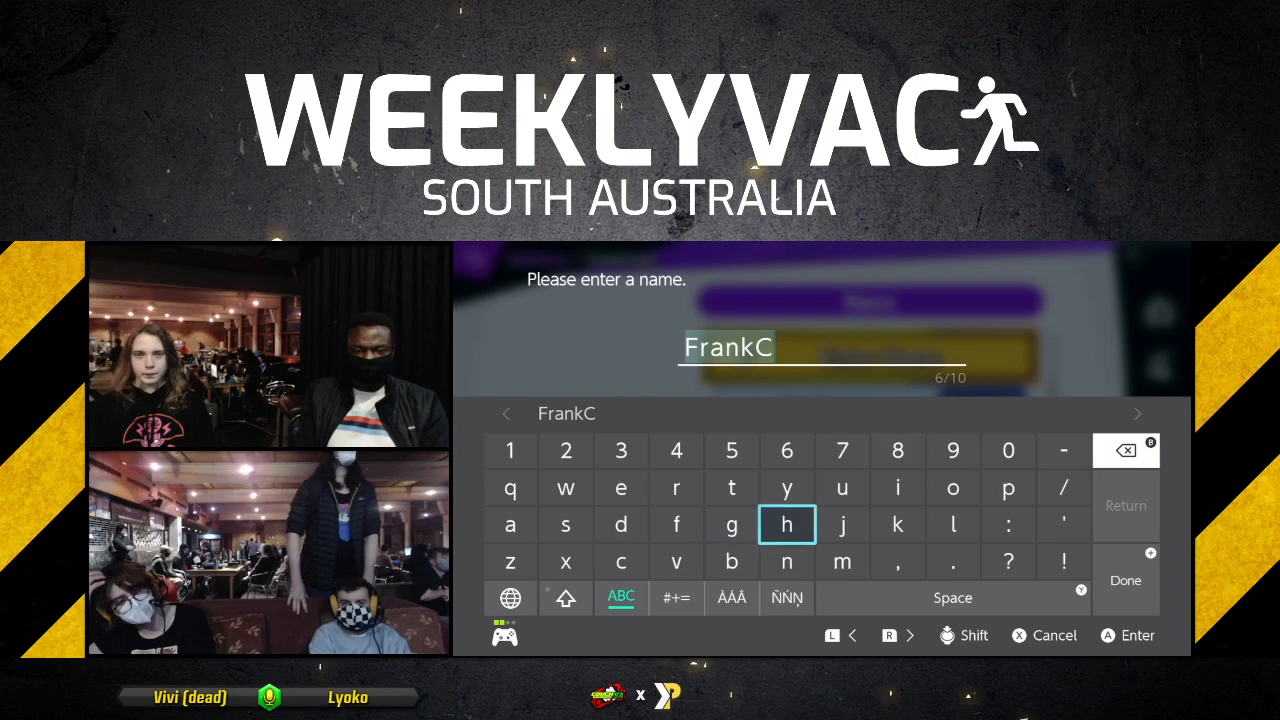 WEEKLYVAC
SOUTH AUSTRALIA
Please enter a name.
FrankC
6/10
FrankC
1 2 3 4 5 6 7 8 9 0 -
B
q w e r t y u i o p /
Return
a s d f g h j k l : '
z x c v b n m , . ? !
Done
ABC #+= ÀÁÂ ÑŇŅ Space Y
L < R > Shift X Cancel A Enter
Vivi (dead) Lyoko
X